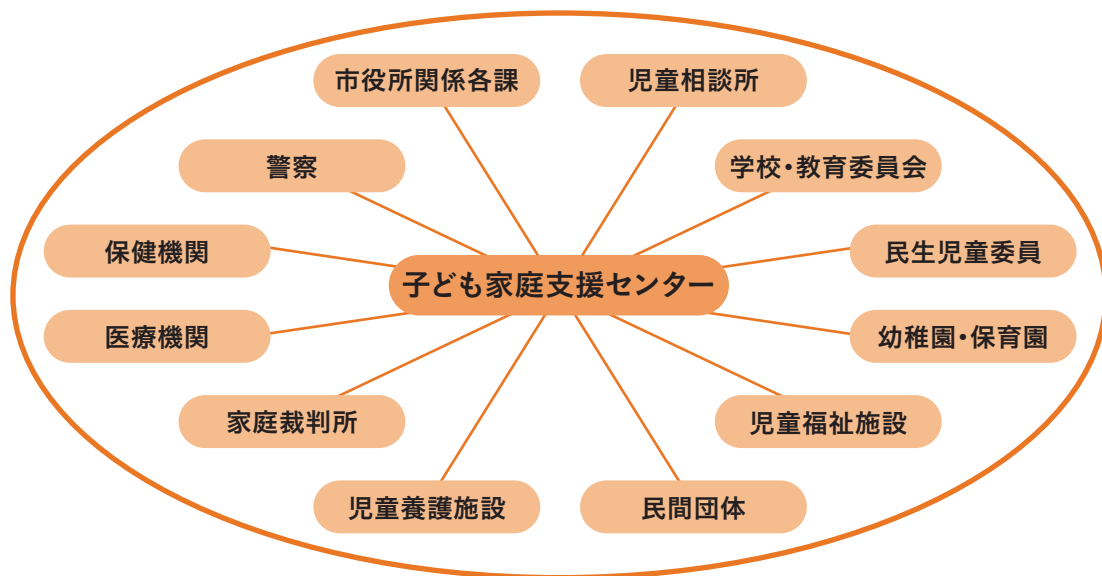 市役所関係各課
児童相談所
警察
学校・教育委員会
保健機関
民生児童委員
子ども家庭支援センター
医療機関
幼稚園・保育園
家庭裁判所
児童福祉施設
児童養護施設
民間団体